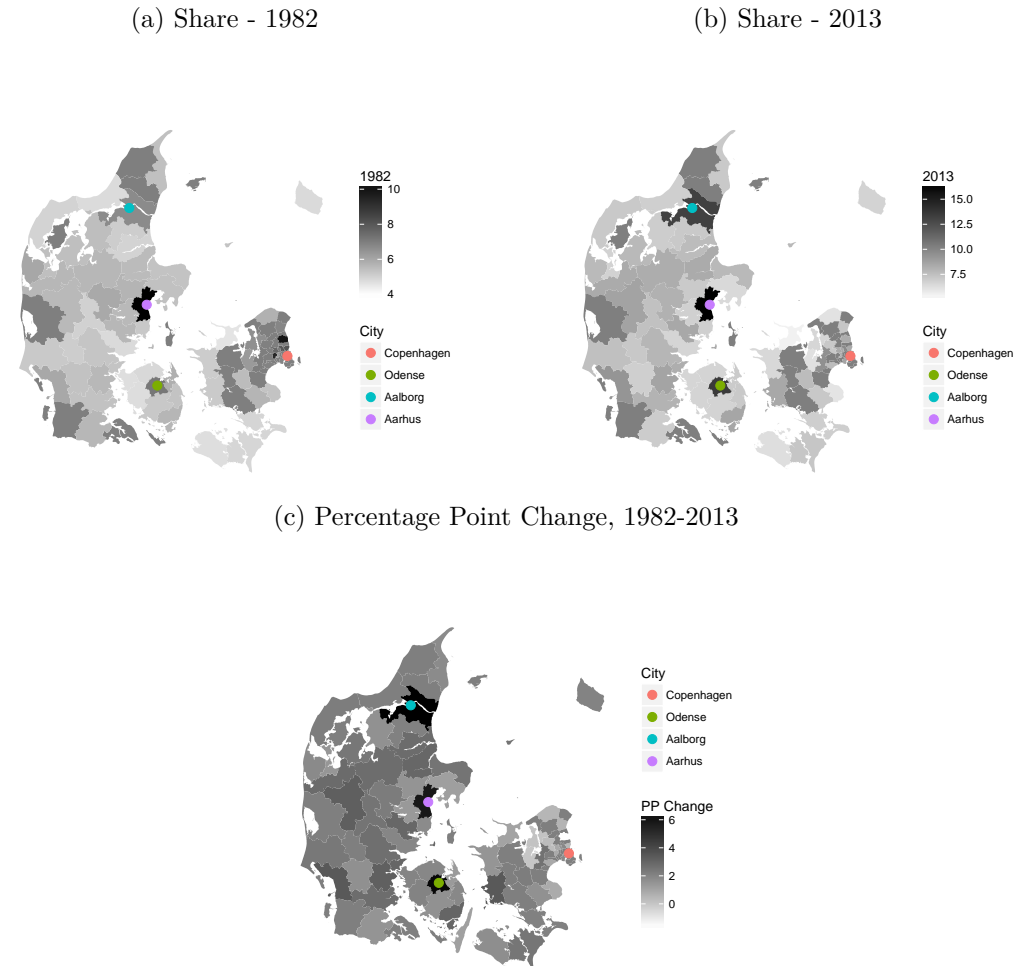 (a) Share - 1982
(b) Share - 2013
1982
10
8
6
4
City
Copenhagen
Odense
Aalborg
Aarhus
2013
15.0
12.5
10.0
7.5
City
Copenhagen
Odense
Aalborg
Aarhus
(c) Percentage Point Change, 1982-2013
City
Copenhagen
Odense
Aalborg
Aarhus
PP Change
6
4
2
0